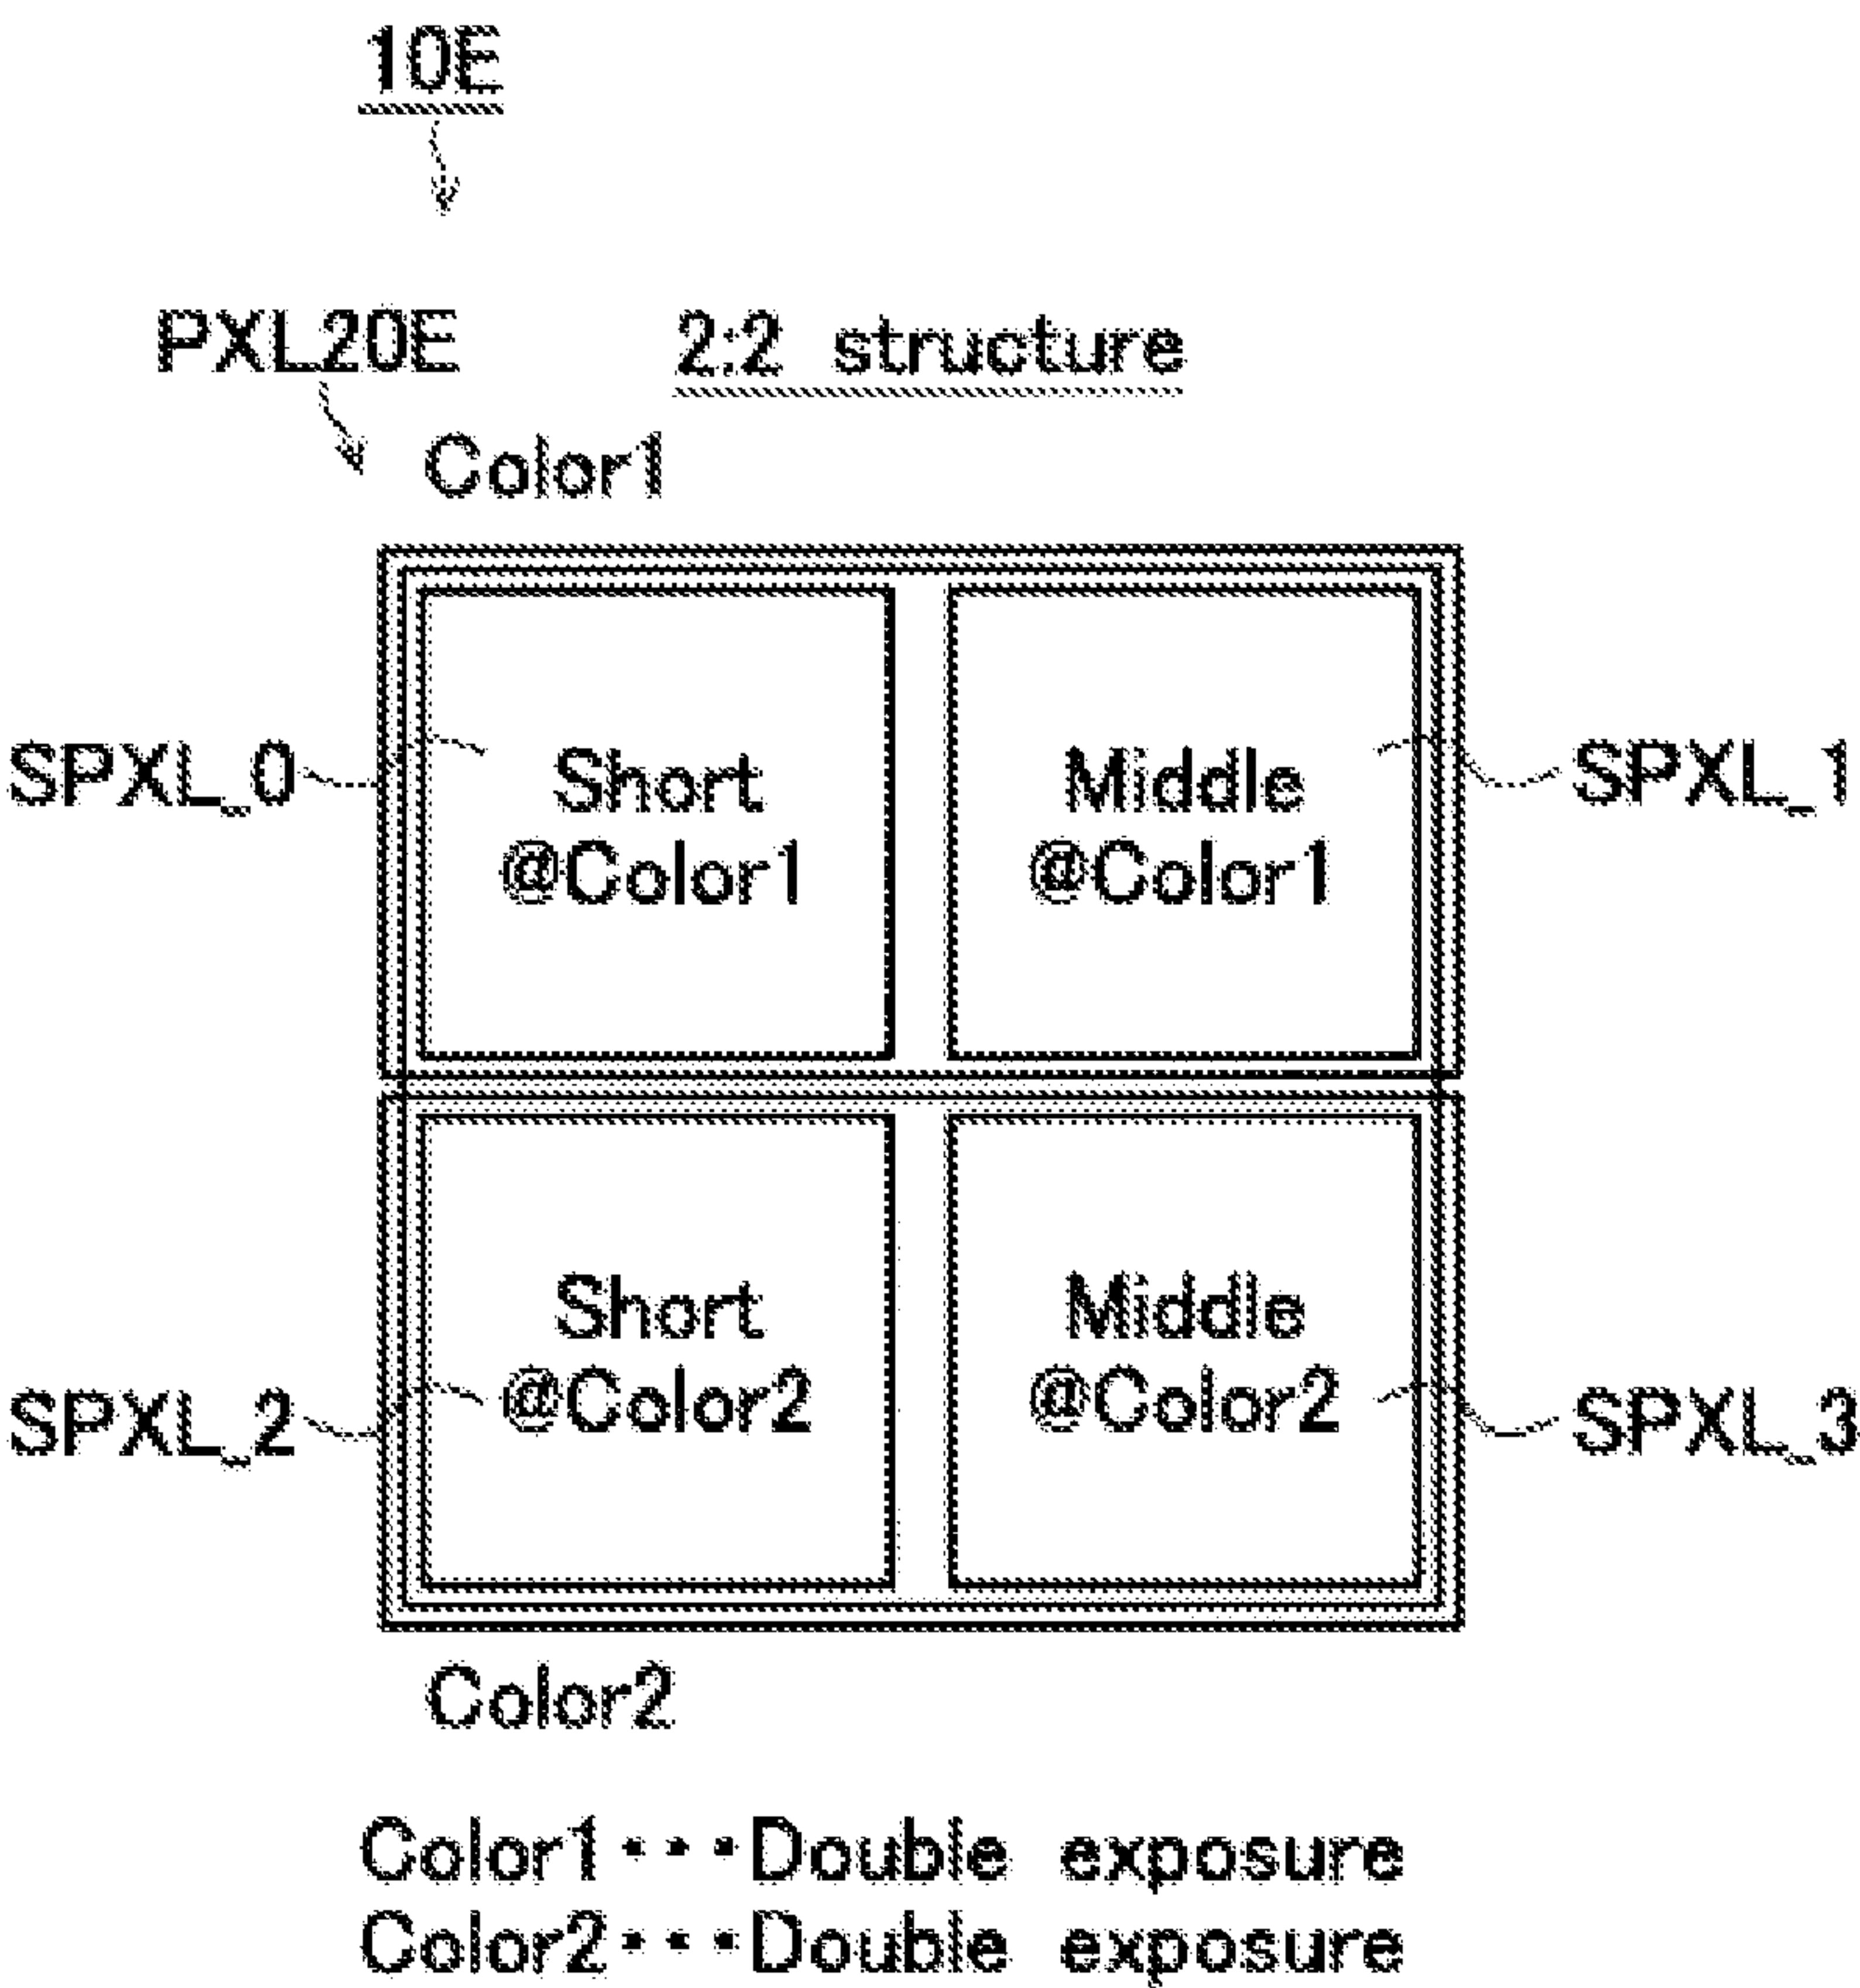 10E
PXL20E
2:2 structure
Color1
SPXL_0
Short
@Color1
Middle
@Color1
SPXL_1
SPXL_2
Short
@Color2
Middle
@Color2
SPXL_3
Color2
Color1･･･Double exposure
Color2･･･Double exposure